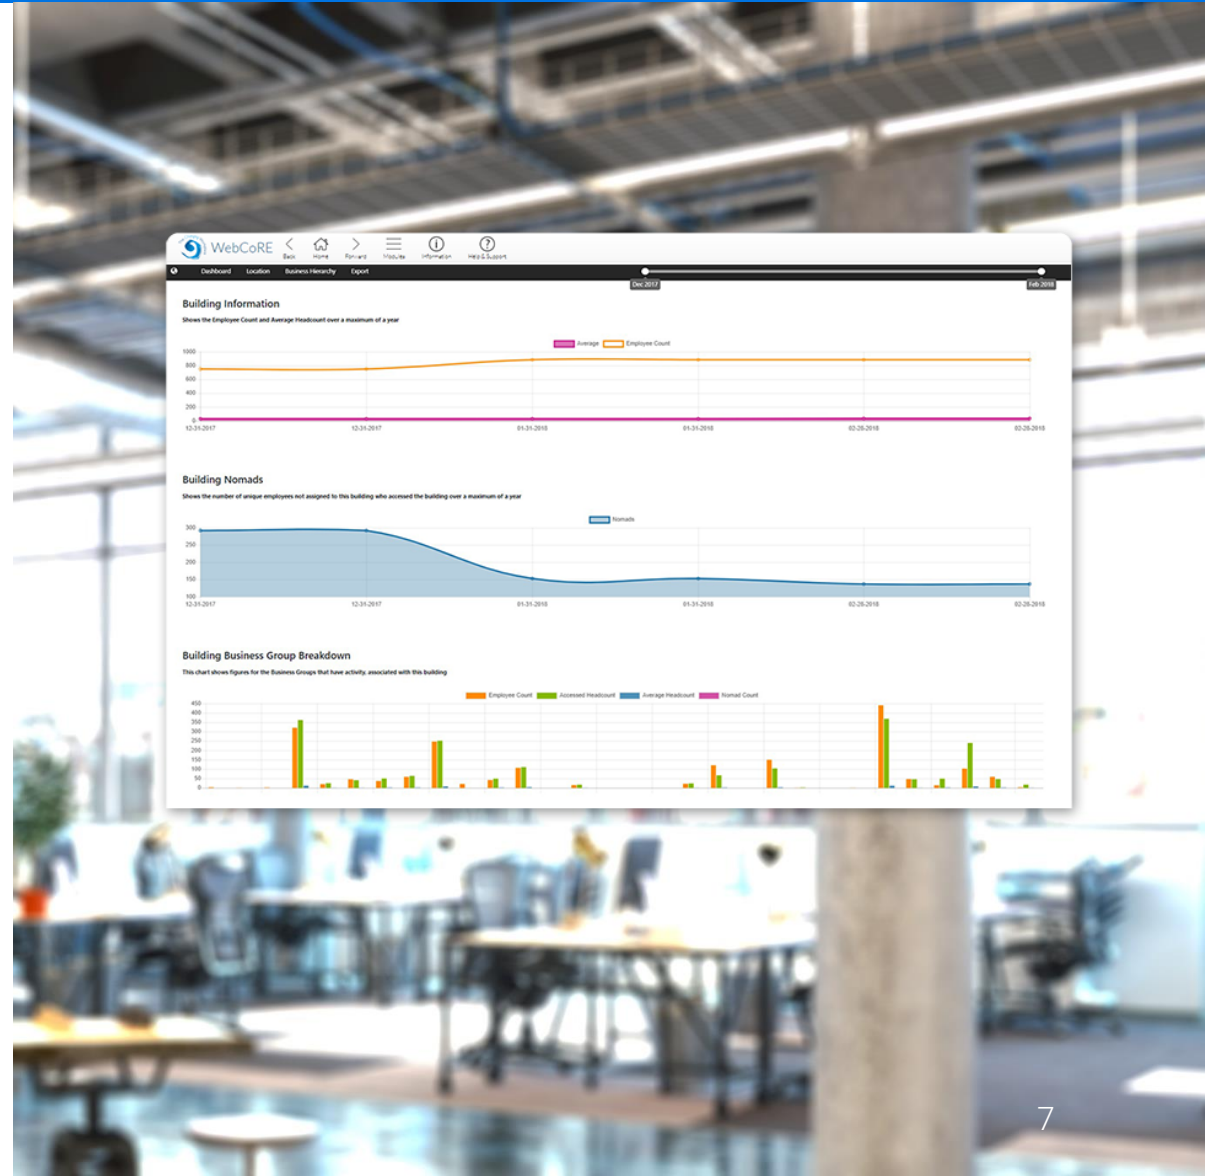 WebCoRE
Back Home Forward Modules Information Help & Support
Dashboard Location Business Hierarchy Export
Dec 2017 Feb 2018
Building Information
Shows the Employee Count and Average Headcount over a maximum of a year
Average Employee Count
1000
800
600
400
200
0
12-31-2017 12-31-2017 01-31-2018 01-31-2018 02-28-2018 02-28-2018
Building Nomads
Shows the number of unique employees not assigned to this building who accessed the building over a maximum of a year
Nomads
300
250
200
150
100
12-31-2017 12-31-2017 01-31-2018 01-31-2018 02-28-2018 02-28-2018
Building Business Group Breakdown
This chart shows figures for the Business Groups that have activity, associated with this building
Employee Count Accessed Headcount Average Headcount Nomad Count
450
400
350
300
250
200
150
100
50
0
7